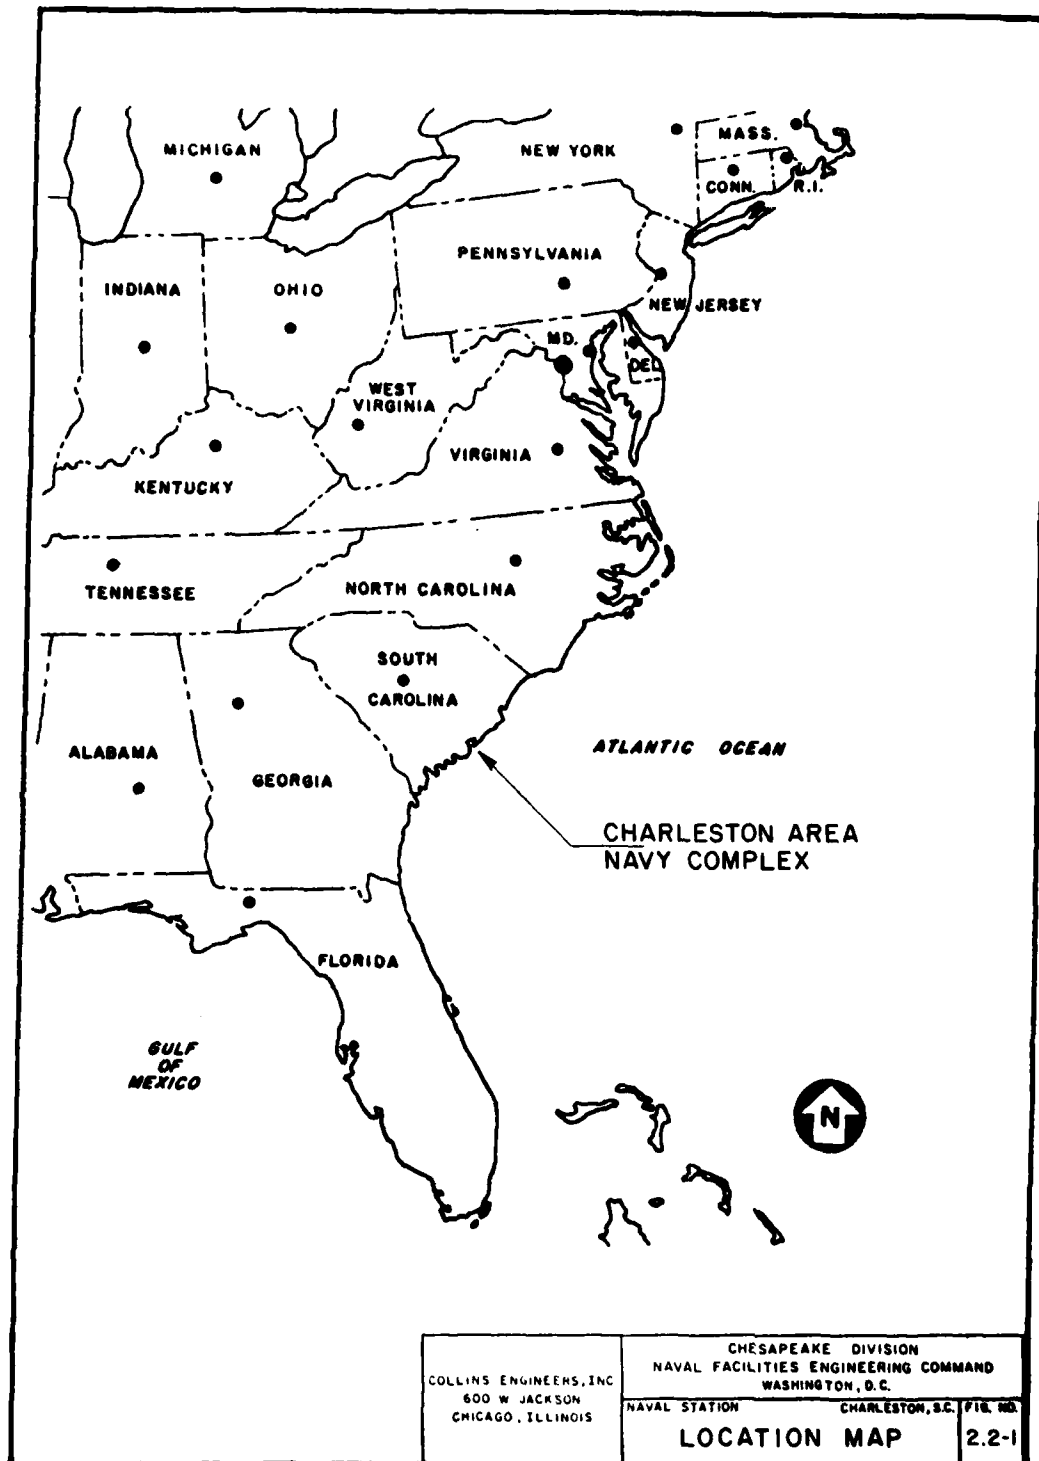 MICHIGAN
NEW YORK
MASS.
CONN.
R.I.
PENNSYLVANIA
INDIANA
OHIO
NEW JERSEY
MD.
DEL
WEST
VIRGINIA
VIRGINIA
KENTUCKY
TENNESSEE
NORTH CAROLINA
SOUTH
CAROLINA
ALABAMA
GEORGIA
ATLANTIC OCEAN
CHARLESTON AREA
NAVY COMPLEX
FLORIDA
GULF
OF
MEXICO
N
COLLINS ENGINEERS, INC
600 W JACKSON
CHICAGO, ILLINOIS
CHESAPEAKE DIVISION
NAVAL FACILITIES ENGINEERING COMMAND
WASHINGTON, D.C.
NAVAL STATION CHARLESTON, S.C.
LOCATION MAP
FIG. NO.
2.2-1